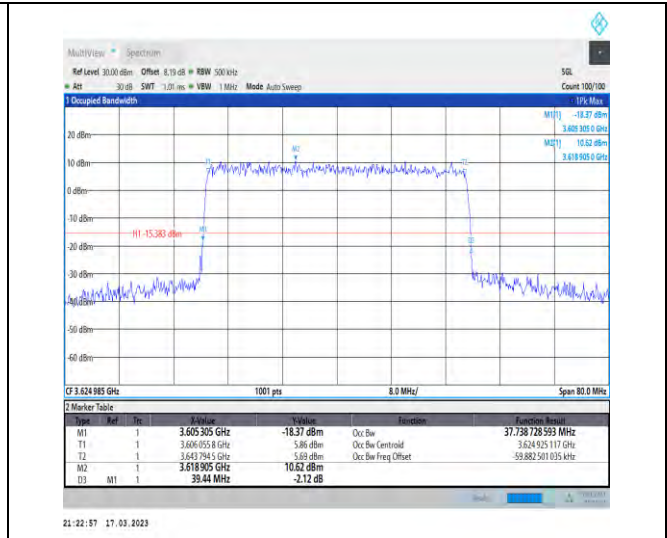 MultiView Spectrum
Ref Level 30.00 dBm Offset 8.19 dB RBW 500 kHz SGL
Att 30 dB SWT 1.01 ms VBW 1 MHz Mode Auto Sweep Count 100/100
1 Occupied Bandwidth 1Pk Max
M1[1] -18.37 dBm
3.605 305 0 GHz
M2[1] 10.62 dBm
3.618 905 0 GHz
20 dBm
M2
10 dBm
T1 T2
0 dBm
-10 dBm
H1 -15.383 dBm M1
-20 dBm
D3
-30 dBm
-40 dBm
-50 dBm
-60 dBm
CF 3.624 985 GHz 1001 pts 8.0 MHz/ Span 80.0 MHz
2 Marker Table
Type Ref Trc X-Value Y-Value Function Function Result
M1 1 3.605 305 GHz -18.37 dBm Occ Bw 37.738 728 593 MHz
T1 1 3.606 055 8 GHz 5.86 dBm Occ Bw Centroid 3.624 925 117 GHz
T2 1 3.643 794 5 GHz 5.69 dBm Occ Bw Freq Offset -59.882 501 035 kHz
M2 1 3.618 905 GHz 10.62 dBm
D3 M1 1 39.44 MHz -2.12 dB
21:22:57 17.03.2023